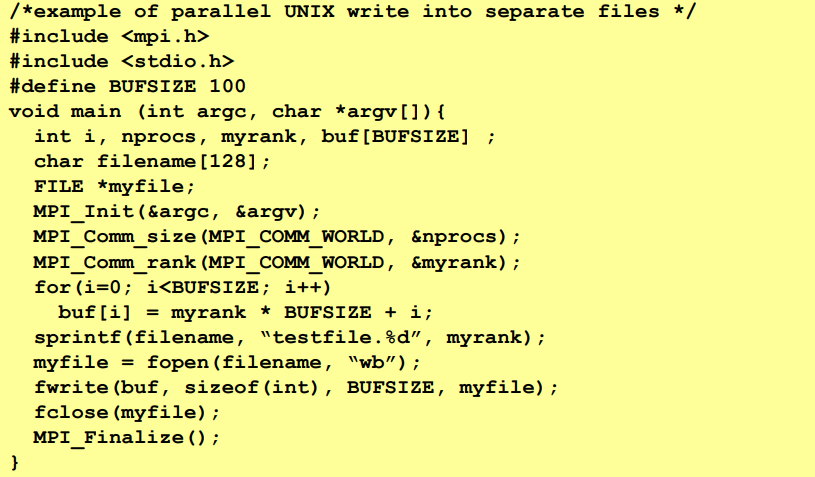 /*example of parallel UNIX write into separate files */
#include <mpi.h>
#include <stdio.h>
#define BUFSIZE 100
void main (int argc, char *argv[]){
  int i, nprocs, myrank, buf[BUFSIZE] ;
  char filename[128];
  FILE *myfile;
  MPI_Init(&argc, &argv);
  MPI_Comm_size(MPI_COMM_WORLD, &nprocs);
  MPI_Comm_rank(MPI_COMM_WORLD, &myrank);
  for(i=0; i<BUFSIZE; i++)
    buf[i] = myrank * BUFSIZE + i;
  sprintf(filename, “testfile.%d”, myrank);
  myfile = fopen(filename, “wb”);
  fwrite(buf, sizeof(int), BUFSIZE, myfile);
  fclose(myfile);
  MPI_Finalize();
}